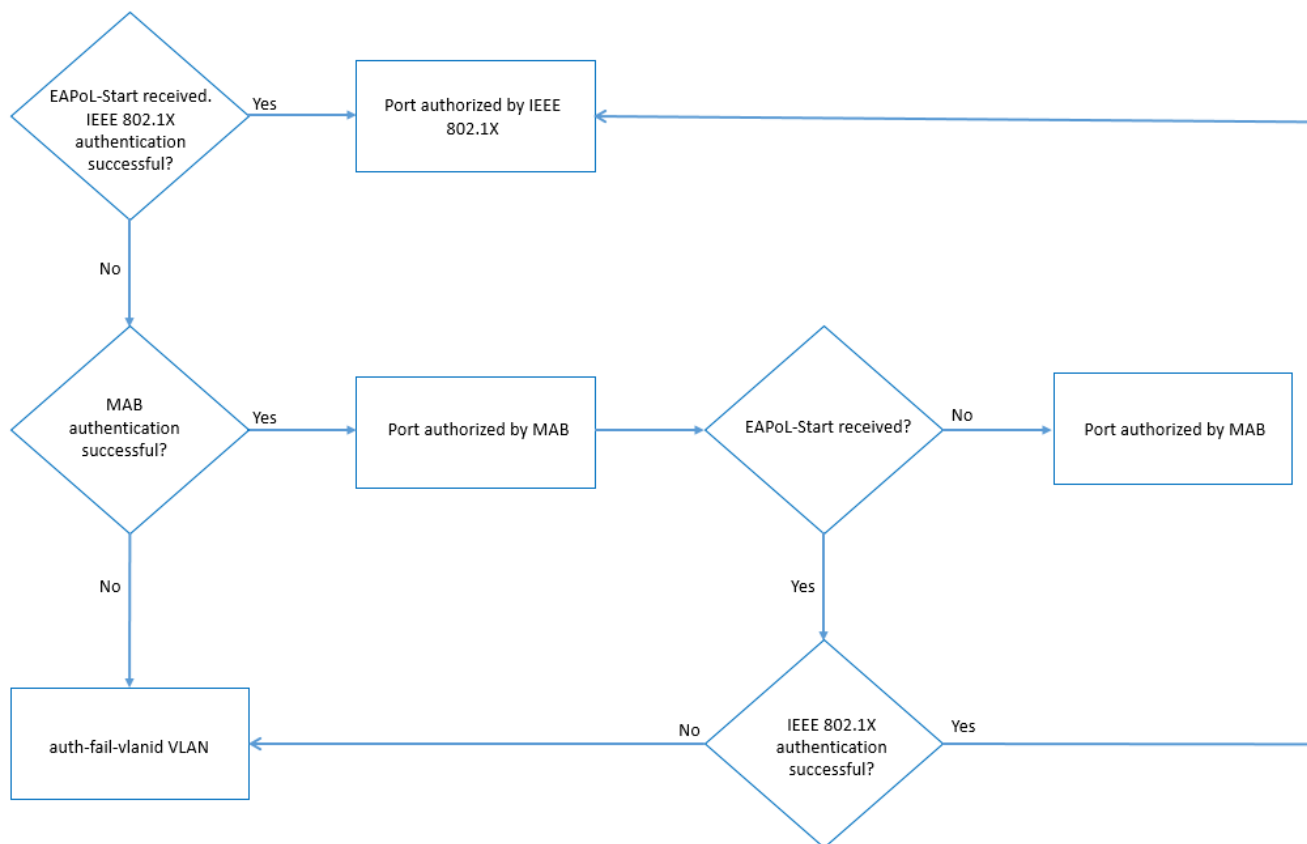 EAPoL-Start received.
IEEE 802.1X
authentication
successful?
Yes
Port authorized by IEEE
802.1X
No
MAB
authentication
successful?
Yes
Port authorized by MAB
EAPoL-Start received?
No
Port authorized by MAB
No
Yes
auth-fail-vlanid VLAN
No
IEEE 802.1X
authentication
successful?
Yes